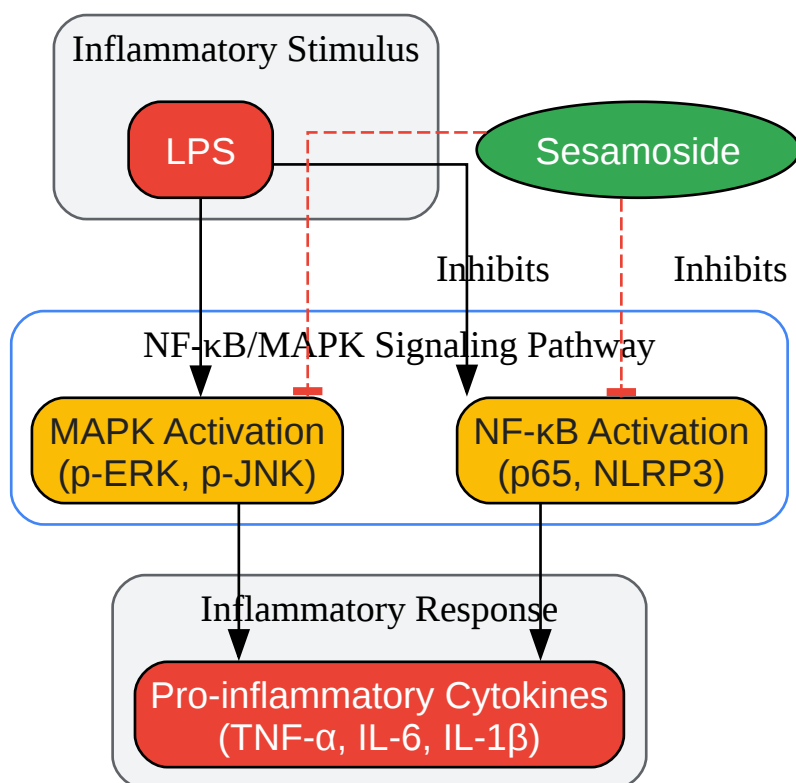 Inflammatory Stimulus
LPS
Sesamoside
Inhibits
Inhibits
NF-κB/MAPK Signaling Pathway
MAPK Activation
(p-ERK, p-JNK)
NF-κB Activation
(p65, NLRP3)
Inflammatory Response
Pro-inflammatory Cytokines
(TNF-α, IL-6, IL-1β)